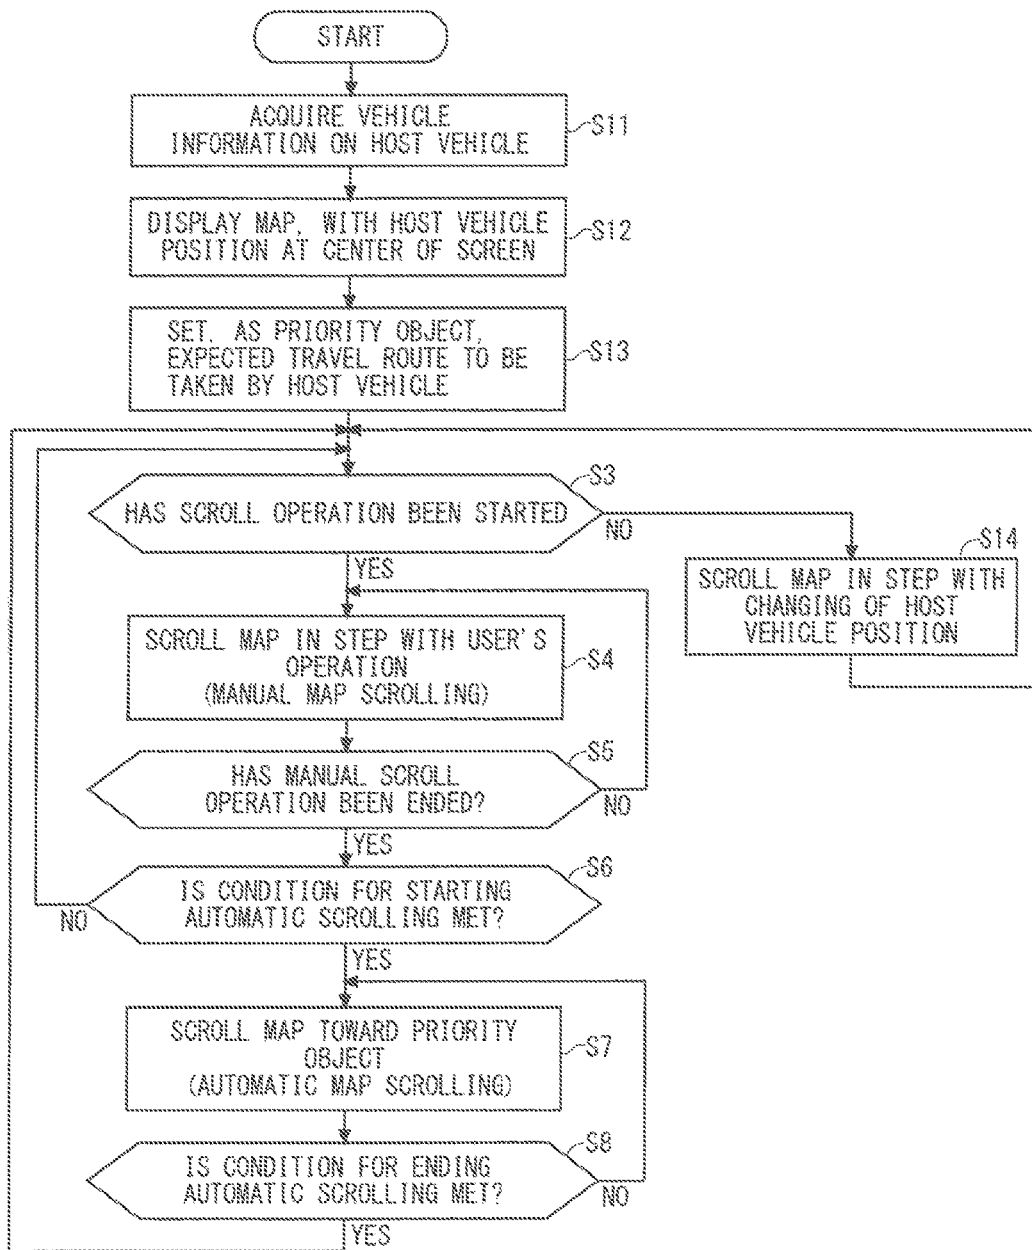 START
ACQUIRE VEHICLE
INFORMATION ON HOST VEHICLE
S11
DISPLAY MAP, WITH HOST VEHICLE
POSITION AT CENTER OF SCREEN
S12
SET, AS PRIORITY OBJECT,
EXPECTED TRAVEL ROUTE TO BE
TAKEN BY HOST VEHICLE
S13
S3
HAS SCROLL OPERATION BEEN STARTED
NO
YES
S14
SCROLL MAP IN STEP WITH
CHANGING OF HOST
VEHICLE POSITION
SCROLL MAP IN STEP WITH USER'S
OPERATION
(MANUAL MAP SCROLLING)
S4
S5
HAS MANUAL SCROLL
OPERATION BEEN ENDED?
NO
YES
S6
IS CONDITION FOR STARTING
AUTOMATIC SCROLLING MET?
NO
YES
SCROLL MAP TOWARD PRIORITY
OBJECT
(AUTOMATIC MAP SCROLLING)
S7
S8
IS CONDITION FOR ENDING
AUTOMATIC SCROLLING MET?
NO
YES